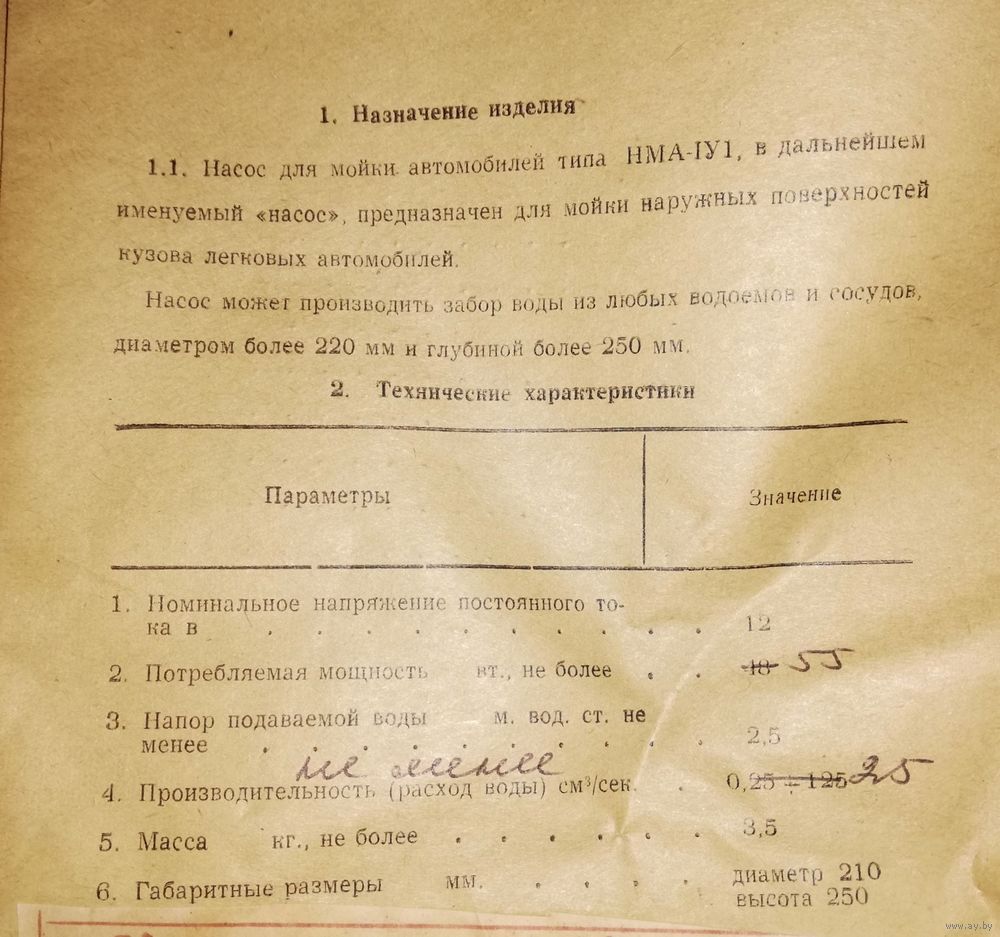 1. Назначение изделия
1.1. Насос для мойки автомобилей типа НМА-IУ1, в дальнейшем
именуемый «насос», предназначен для мойки наружных поверхностей
кузова легковых автомобилей.
Насос может производить забор воды из любых водоемов и сосудов,
диаметром более 220 мм и глубиной более 250 мм.
2. Технические характеристики
Параметры Значение
1. Номинальное напряжение постоянного то-
ка в . . . . . . . . . . 12
2. Потребляемая мощность вт., не более . . 48 55
3. Напор подаваемой воды м. вод. ст. не
менее . . . . . . . . . . 2,5
не менее
4. Производительность (расход воды) см³/сек. . 0,25 ÷ 125 25
5. Масса кг., не более . . . . . . 3,5
6. Габаритные размеры мм. . . . . диаметр 210
высота 250
www.ay.by